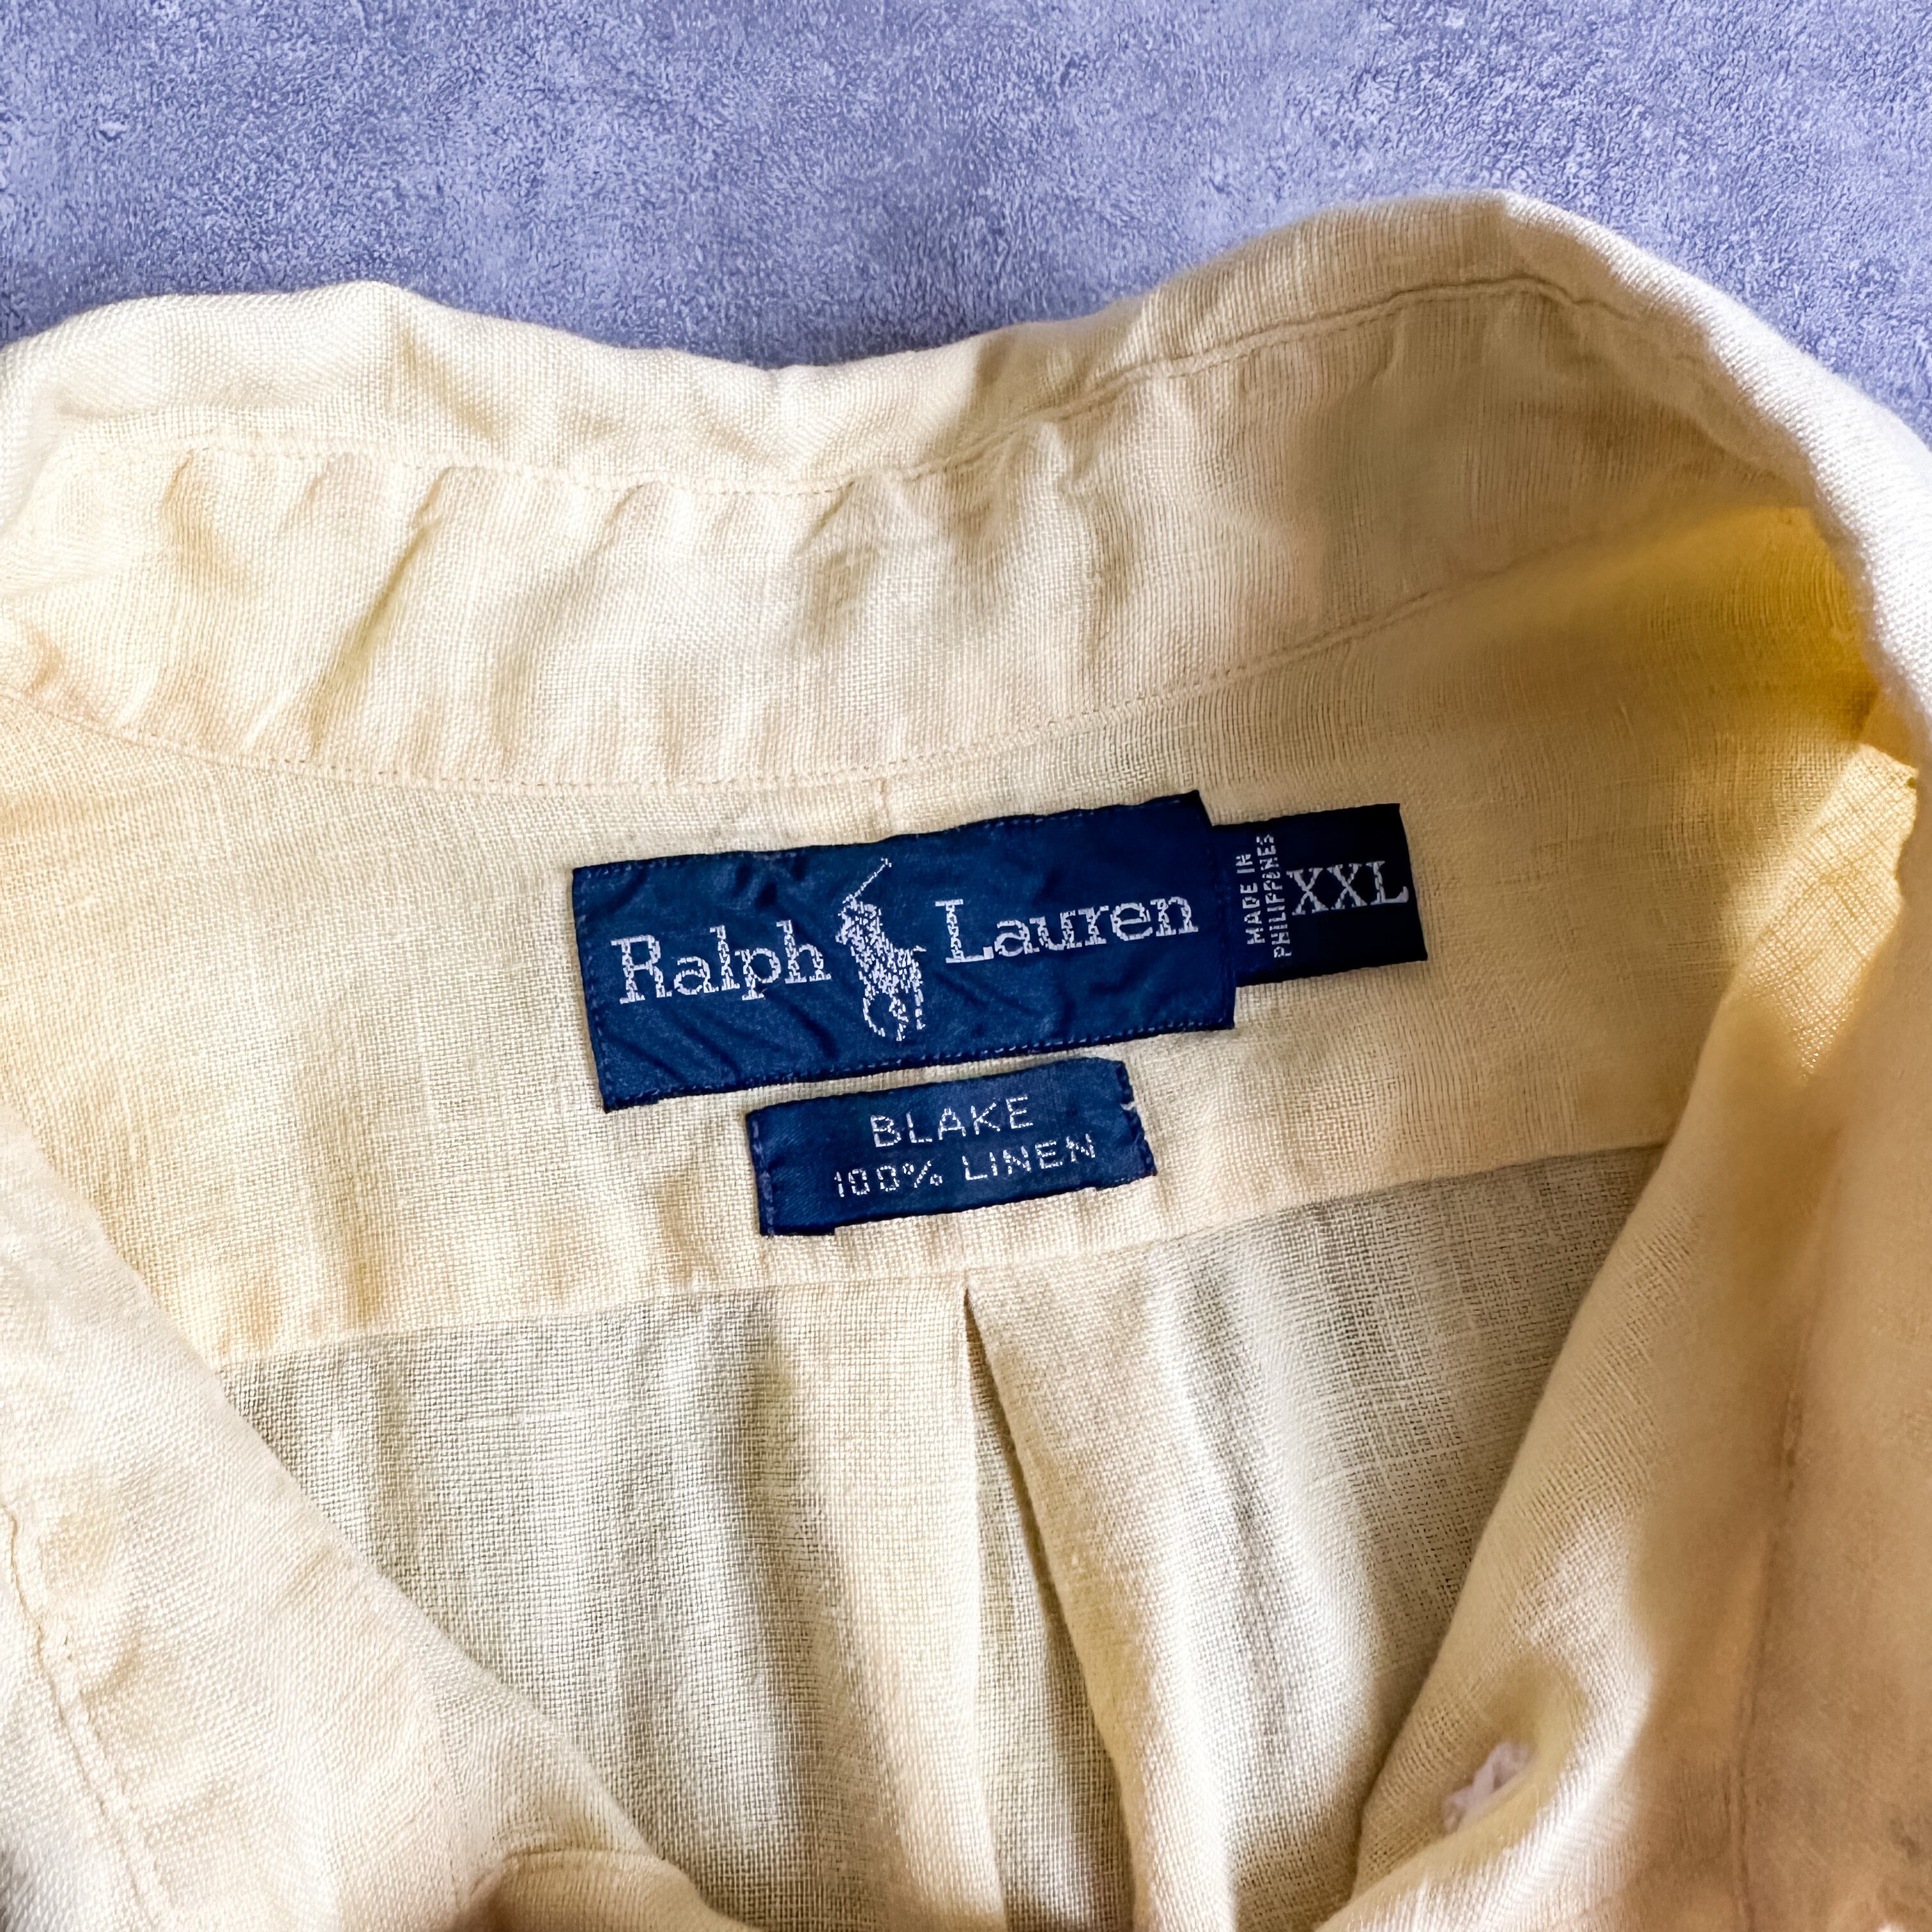 Ralph Lauren
MADE IN
PHILIPPINES
XXL
BLAKE
100% LINEN